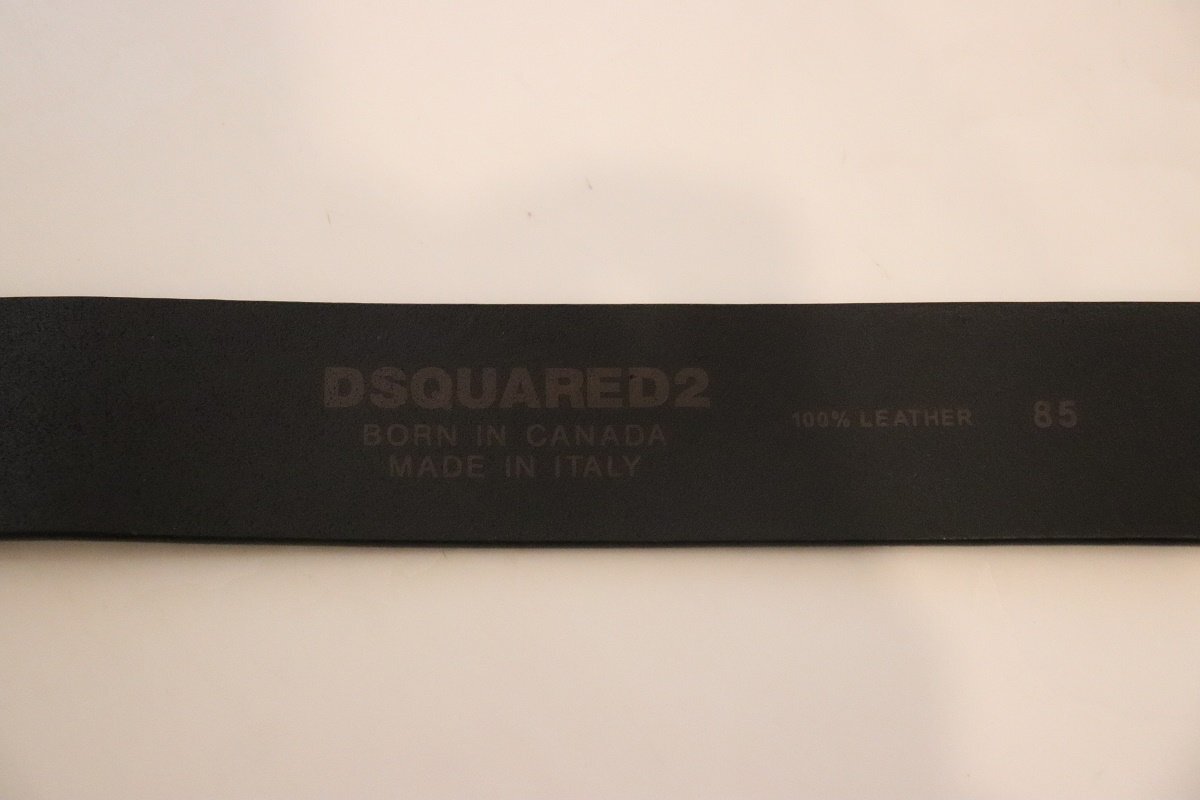 DSQUARED2
BORN IN CANADA
MADE IN ITALY
100% LEATHER 85